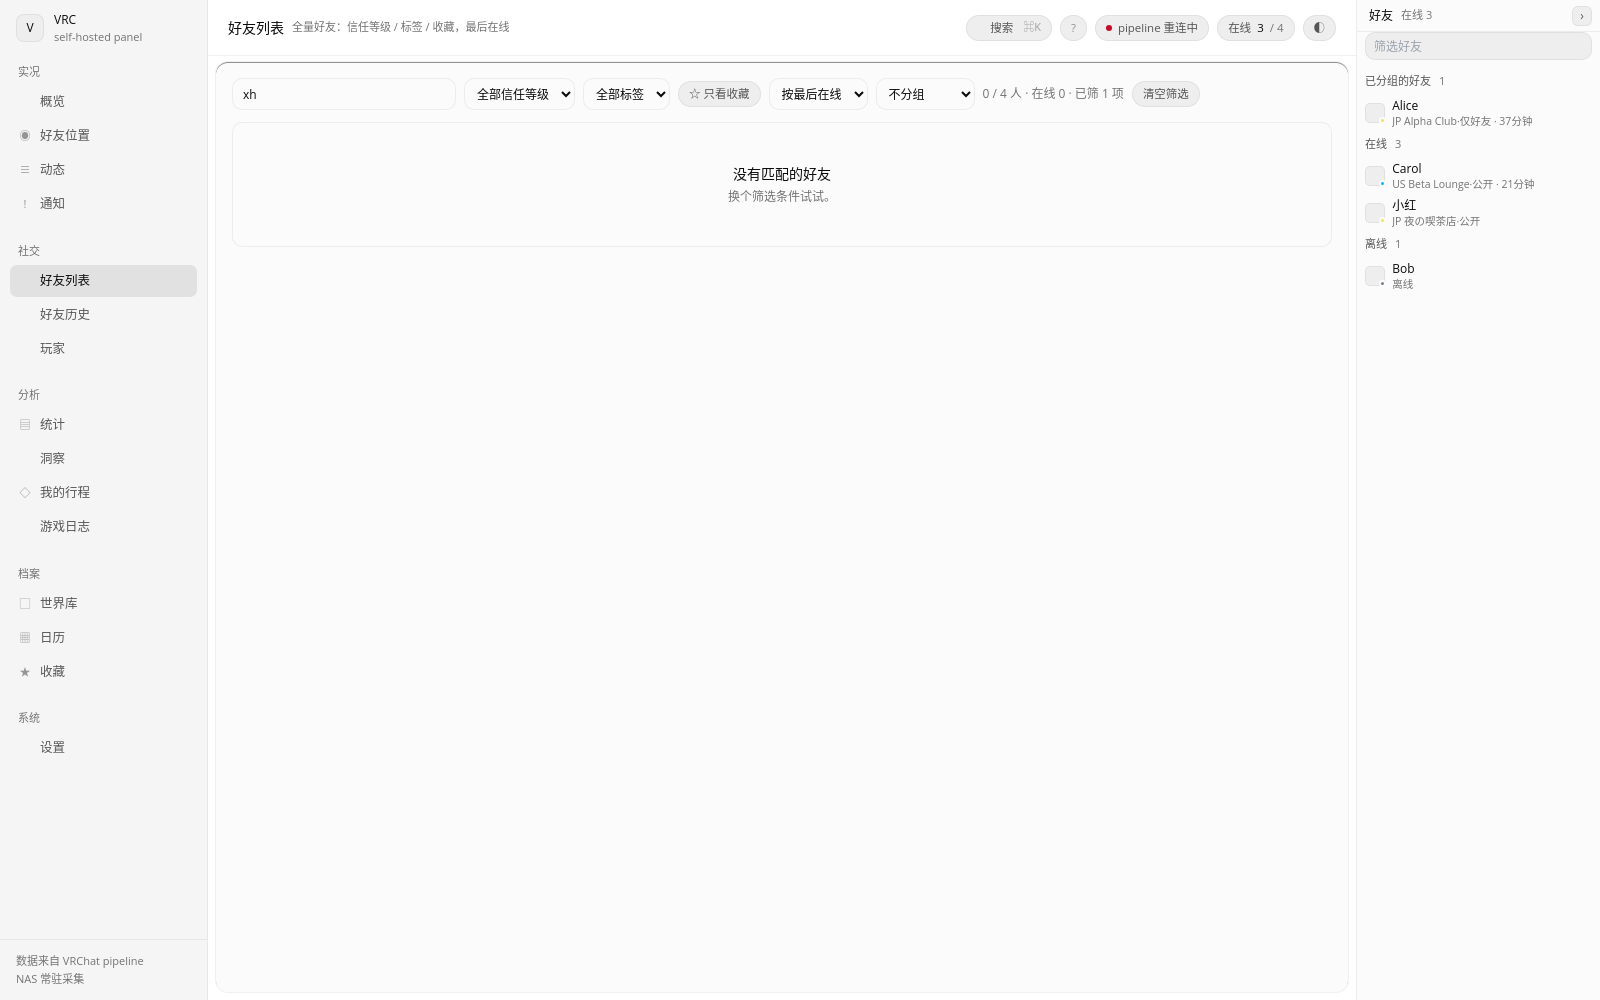 V
VRC
self-hosted panel
实况
概览
好友位置
动态
通知
社交
好友列表
好友历史
玩家
分析
统计
洞察
我的行程
游戏日志
档案
世界库
日历
收藏
系统
设置
数据来自 VRChat pipeline
NAS 常驻采集
好友列表 全量好友：信任等级 / 标签 / 收藏，最后在线
搜索 ⌘K
?
pipeline 重连中
在线 3 / 4
xh
全部信任等级
全部标签
☆ 只看收藏
按最后在线
不分组
0 / 4 人 · 在线 0 · 已筛 1 项
清空筛选
没有匹配的好友
换个筛选条件试试。
好友 在线 3
›
筛选好友
已分组的好友 1
Alice
JP Alpha Club·仅好友 · 37分钟
在线 3
Carol
US Beta Lounge·公开 · 21分钟
小红
JP 夜の喫茶店·公开
离线 1
Bob
离线